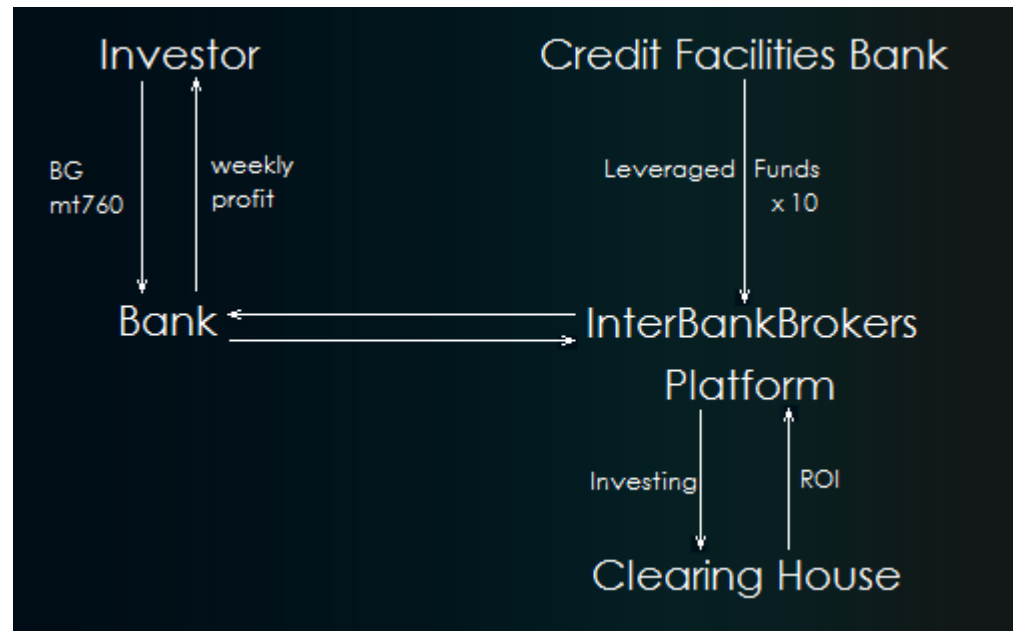 Investor
Credit Facilities Bank
BG
mt760
weekly
profit
Leveraged Funds
x 10
Bank
InterBankBrokers
Platform
Investing
ROI
Clearing House